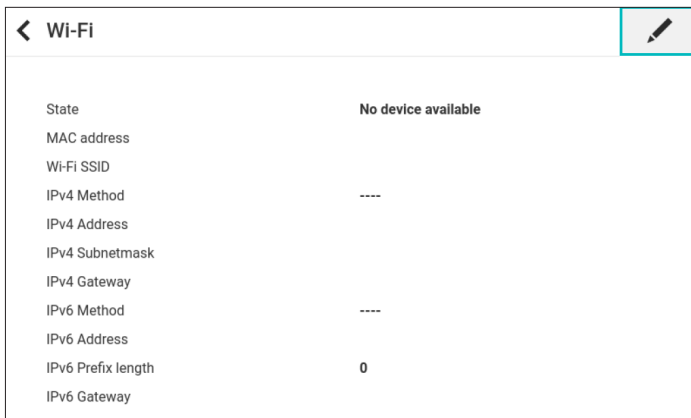 Wi-Fi
State No device available
MAC address
Wi-Fi SSID
IPv4 Method ----
IPv4 Address
IPv4 Subnetmask
IPv4 Gateway
IPv6 Method ----
IPv6 Address
IPv6 Prefix length 0
IPv6 Gateway